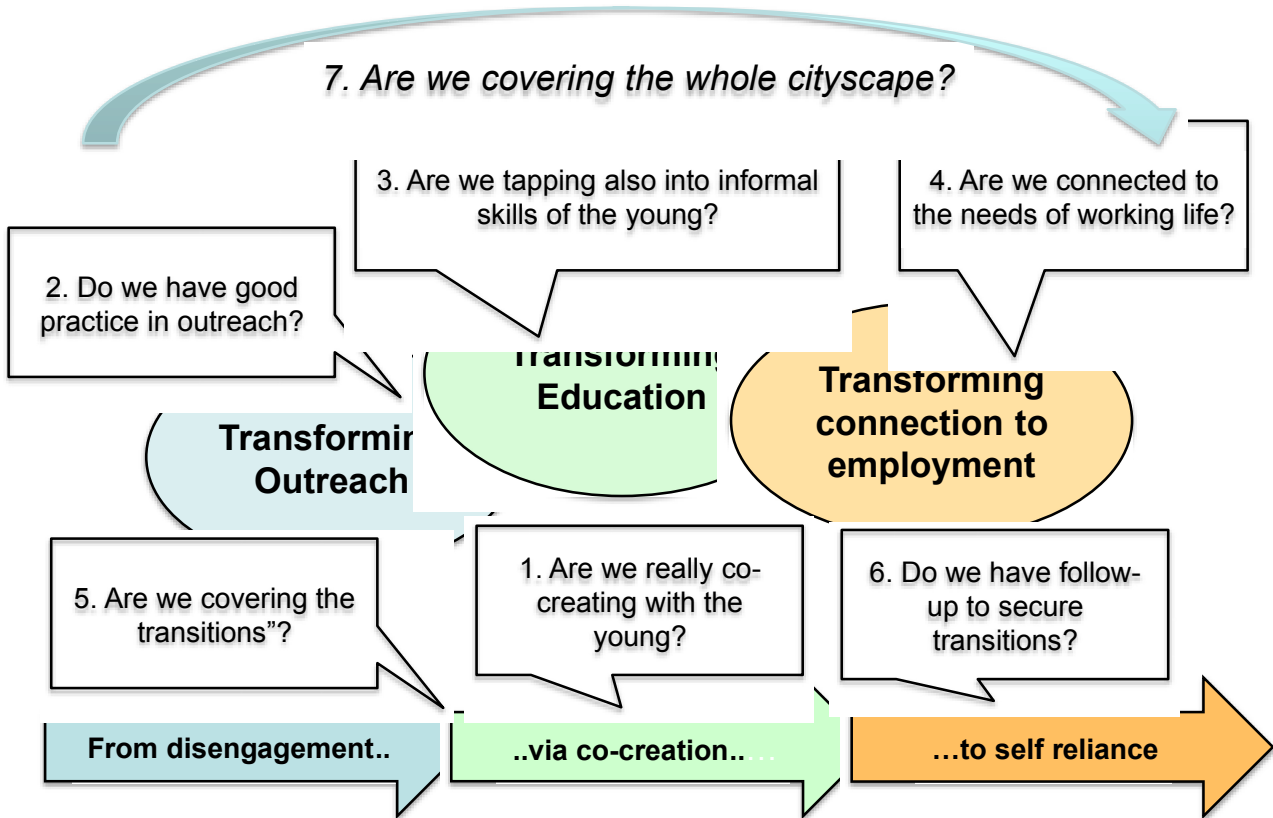 7. Are we covering the whole cityscape?
3. Are we tapping also into informal
skills of the young?
4. Are we connected to
the needs of working life?
2. Do we have good
practice in outreach?
Transforming
Education
Transforming
connection to
employment
Transformin
Outreach
5. Are we covering the
transitions”?
1. Are we really co-
creating with the
young?
6. Do we have follow-
up to secure
transitions?
From disengagement..
..via co-creation.....
...to self reliance